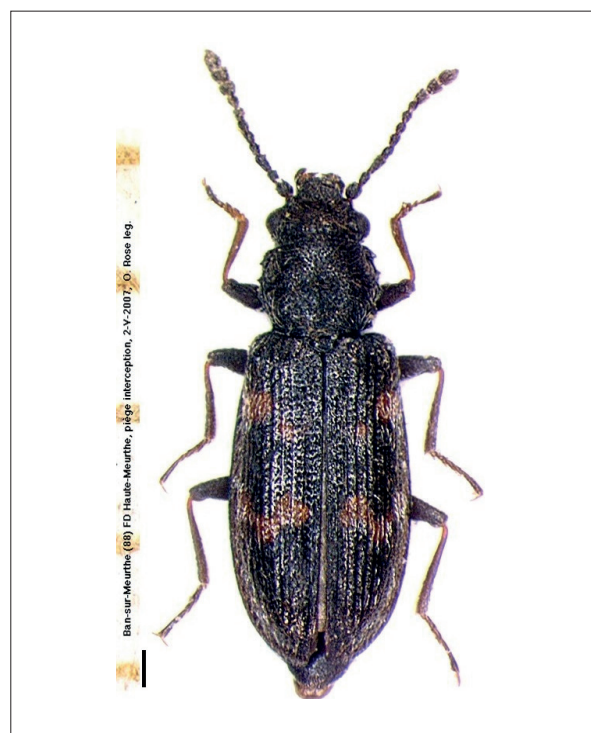 Ban-sur-Meurthe (88) FD Haute-Meurthe, piège interception, 2-V-2007, O. Rose leg.